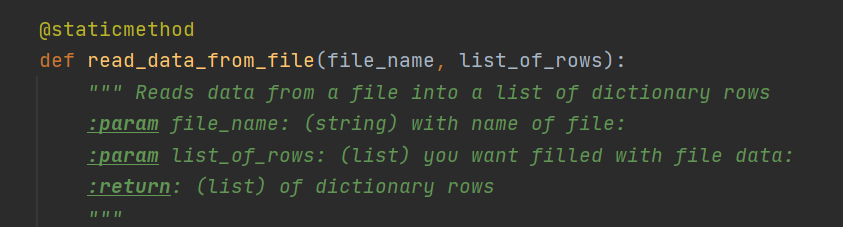 @staticmethod
def read_data_from_file(file_name, list_of_rows):
""" Reads data from a file into a list of dictionary rows
:param file_name: (string) with name of file:
:param list_of_rows: (list) you want filled with file data:
:return: (list) of dictionary rows
"""